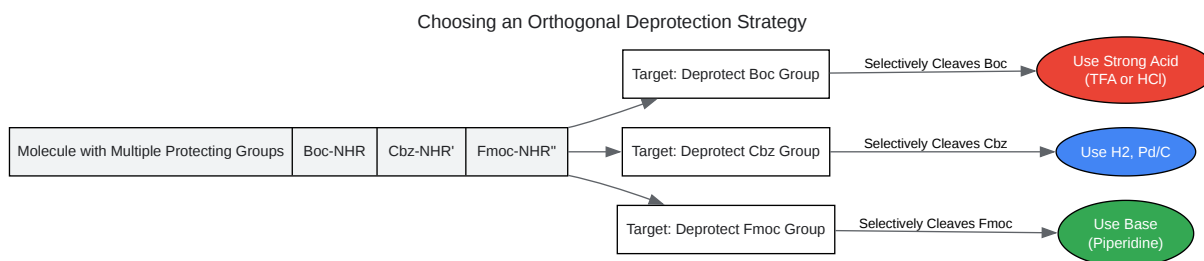 Choosing an Orthogonal Deprotection Strategy
Molecule with Multiple Protecting Groups
Boc-NHR
Cbz-NHR'
Fmoc-NHR"
Target: Deprotect Boc Group
Selectively Cleaves Boc
Use Strong Acid
(TFA or HCl)
Target: Deprotect Cbz Group
Selectively Cleaves Cbz
Use H2, Pd/C
Target: Deprotect Fmoc Group
Selectively Cleaves Fmoc
Use Base
(Piperidine)